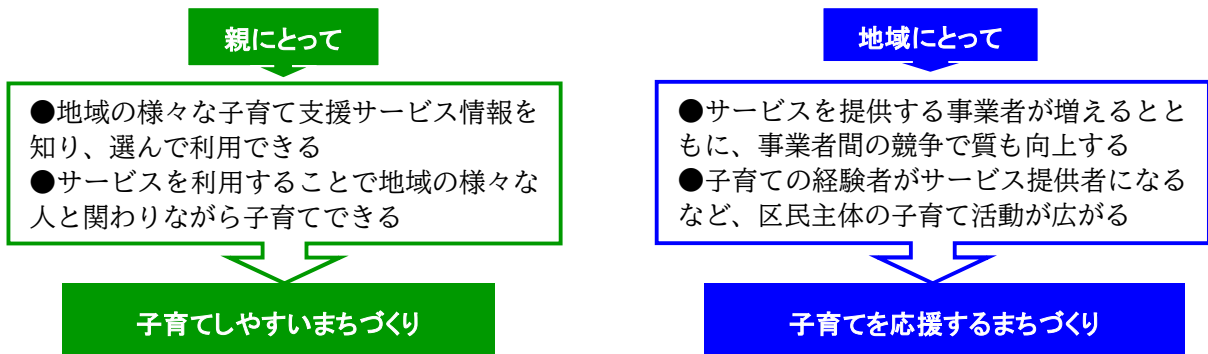 親にとって
●地域の様々な子育て支援サービス情報を
知り、選んで利用できる
●サービスを利用することで地域の様々な
人と関わりながら子育てできる
子育てしやすいまちづくり
地域にとって
●サービスを提供する事業者が増えるとと
もに、事業者間の競争で質も向上する
●子育ての経験者がサービス提供者になる
など、区民主体の子育て活動が広がる
子育てを応援するまちづくり